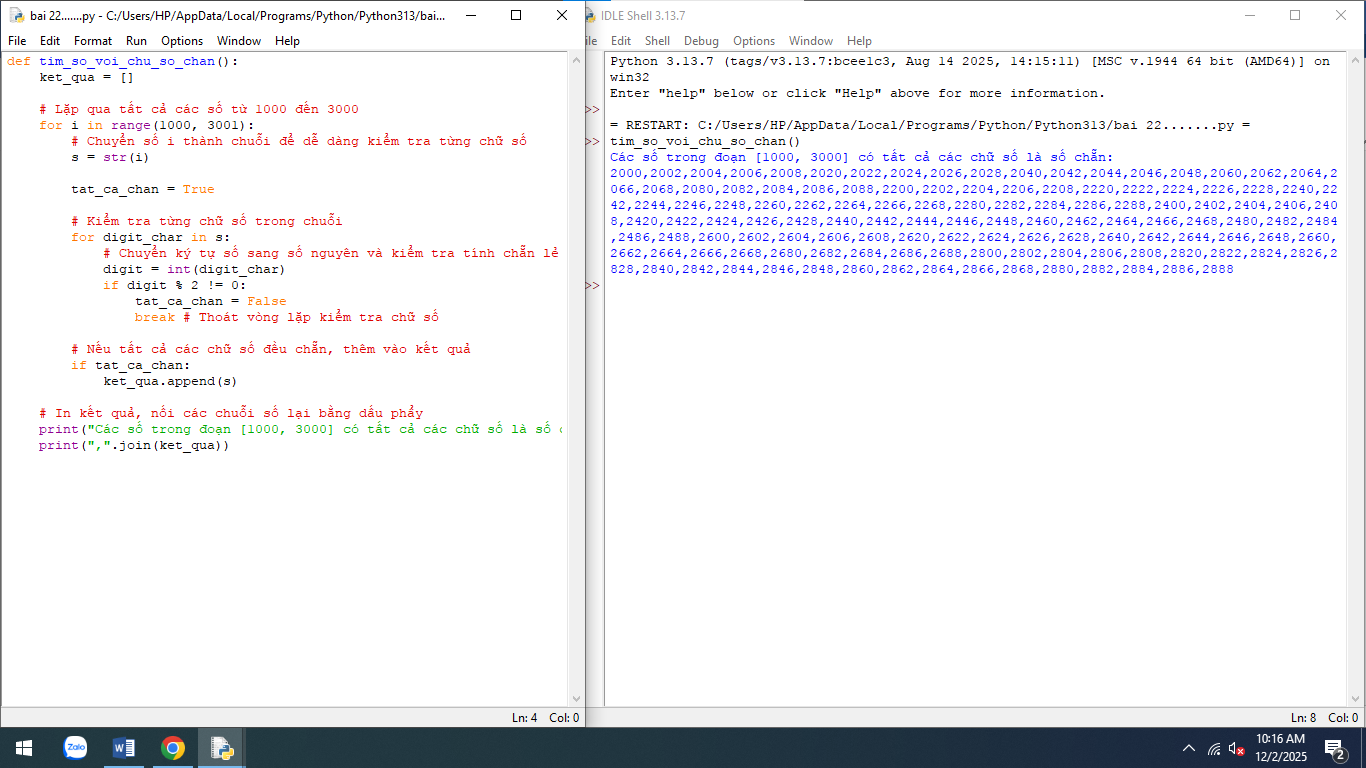 bai 22.......py - C:/Users/HP/AppData/Local/Programs/Python/Python313/bai...
File Edit Format Run Options Window Help
def tim_so_voi_chu_so_chan():
    ket_qua = []
    # Lặp qua tất cả các số từ 1000 đến 3000
    for i in range(1000, 3001):
        # Chuyển số i thành chuỗi để dễ dàng kiểm tra từng chữ số
        s = str(i)
        tat_ca_chan = True
        # Kiểm tra từng chữ số trong chuỗi
        for digit_char in s:
            # Chuyển ký tự số sang số nguyên và kiểm tra tính chẵn lẻ
            digit = int(digit_char)
            if digit % 2 != 0:
                tat_ca_chan = False
                break # Thoát vòng lặp kiểm tra chữ số
        # Nếu tất cả các chữ số đều chẵn, thêm vào kết quả
        if tat_ca_chan:
            ket_qua.append(s)
    # In kết quả, nối các chuỗi số lại bằng dấu phẩy
    print("Các số trong đoạn [1000, 3000] có tất cả các chữ số là số
    print(",".join(ket_qua))
Ln: 4 Col: 0
IDLE Shell 3.13.7
ile Edit Shell Debug Options Window Help
Python 3.13.7 (tags/v3.13.7:bcee1c3, Aug 14 2025, 14:15:11) [MSC v.1944 64 bit (AMD64)] on
win32
Enter "help" below or click "Help" above for more information.
>>
= RESTART: C:/Users/HP/AppData/Local/Programs/Python/Python313/bai 22.......py =
>> tim_so_voi_chu_so_chan()
Các số trong đoạn [1000, 3000] có tất cả các chữ số là số chẵn:
2000,2002,2004,2006,2008,2020,2022,2024,2026,2028,2040,2042,2044,2046,2048,2060,2062,2064,2
066,2068,2080,2082,2084,2086,2088,2200,2202,2204,2206,2208,2220,2222,2224,2226,2228,2240,22
42,2244,2246,2248,2260,2262,2264,2266,2268,2280,2282,2284,2286,2288,2400,2402,2404,2406,240
8,2420,2422,2424,2426,2428,2440,2442,2444,2446,2448,2460,2462,2464,2466,2468,2480,2482,2484
,2486,2488,2600,2602,2604,2606,2608,2620,2622,2624,2626,2628,2640,2642,2644,2646,2648,2660,
2662,2664,2666,2668,2680,2682,2684,2686,2688,2800,2802,2804,2806,2808,2820,2822,2824,2826,2
828,2840,2842,2844,2846,2848,2860,2862,2864,2866,2868,2880,2882,2884,2886,2888
>>
Ln: 8 Col: 0
Zalo
10:16 AM
12/2/2025
2